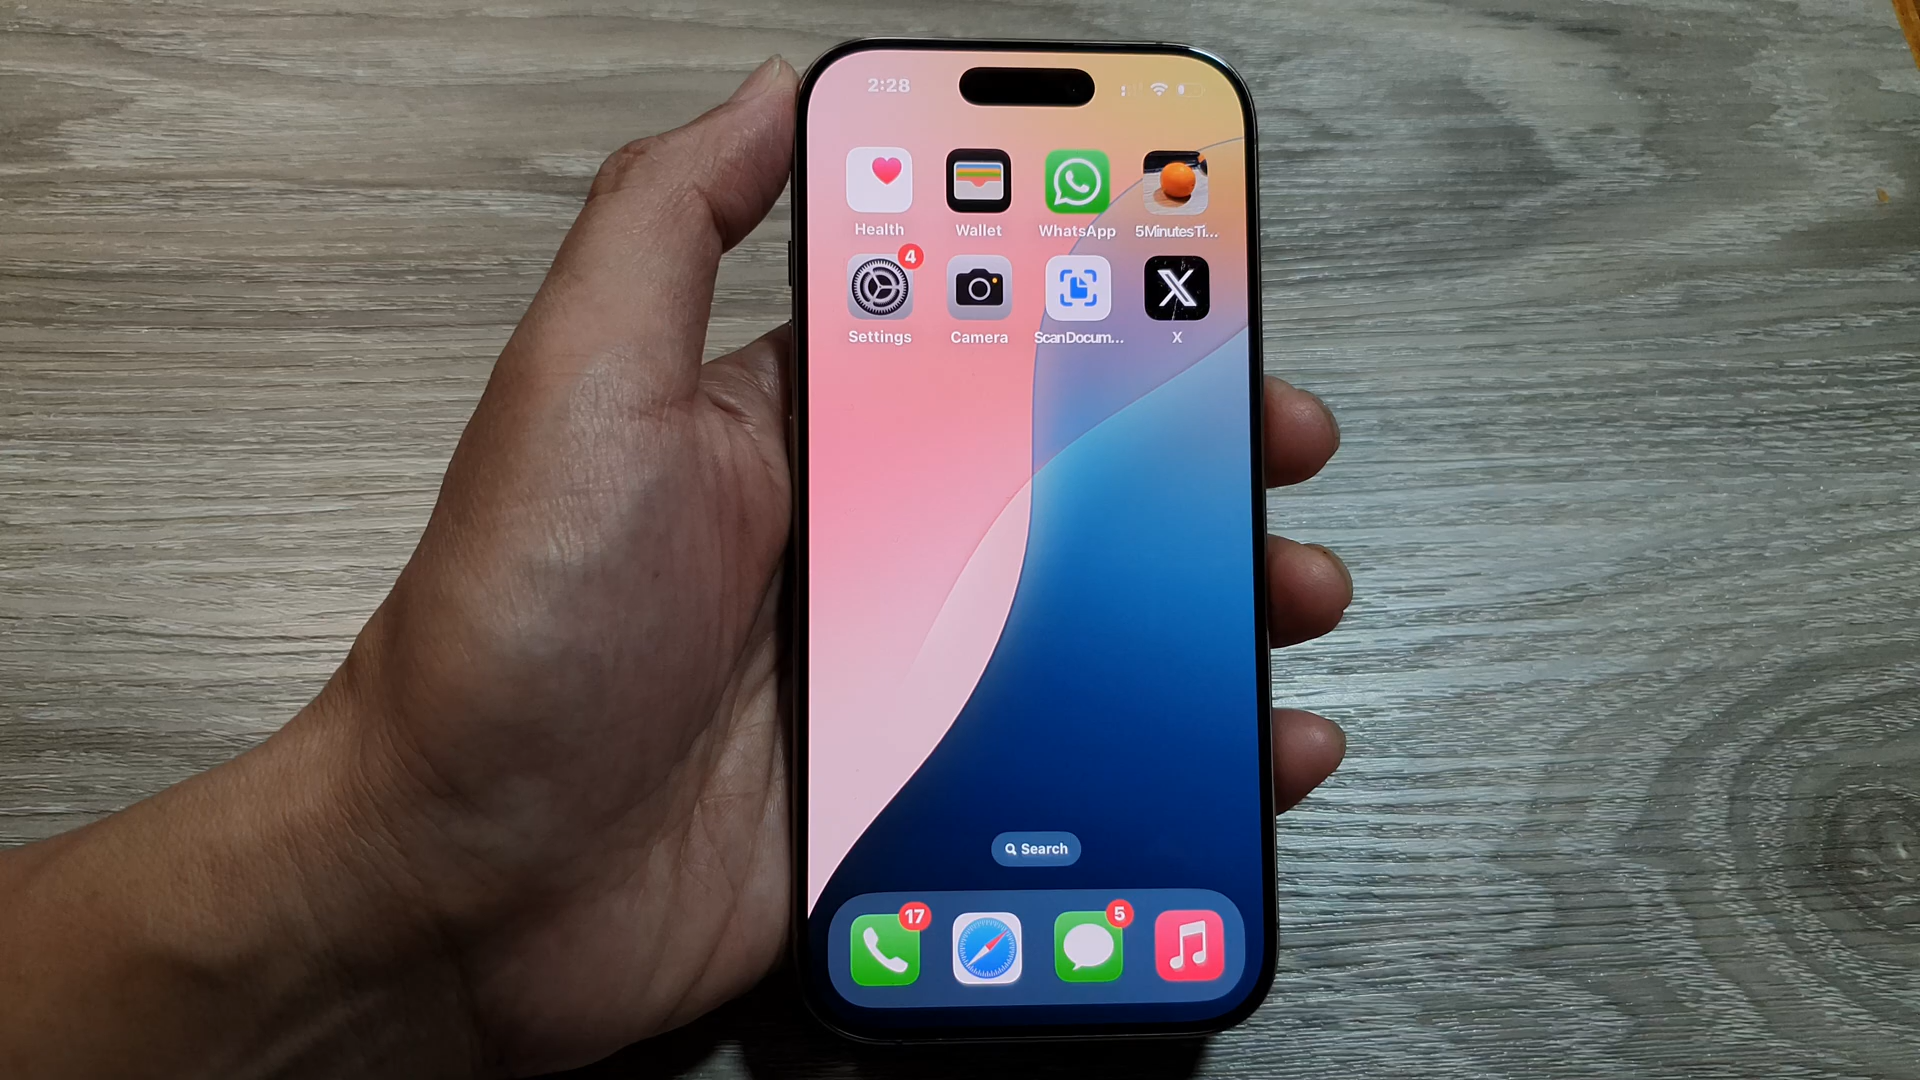 2:28
Health Wallet WhatsApp 5MinutesTi...
4
Settings Camera ScanDocum... X
Search
17 5